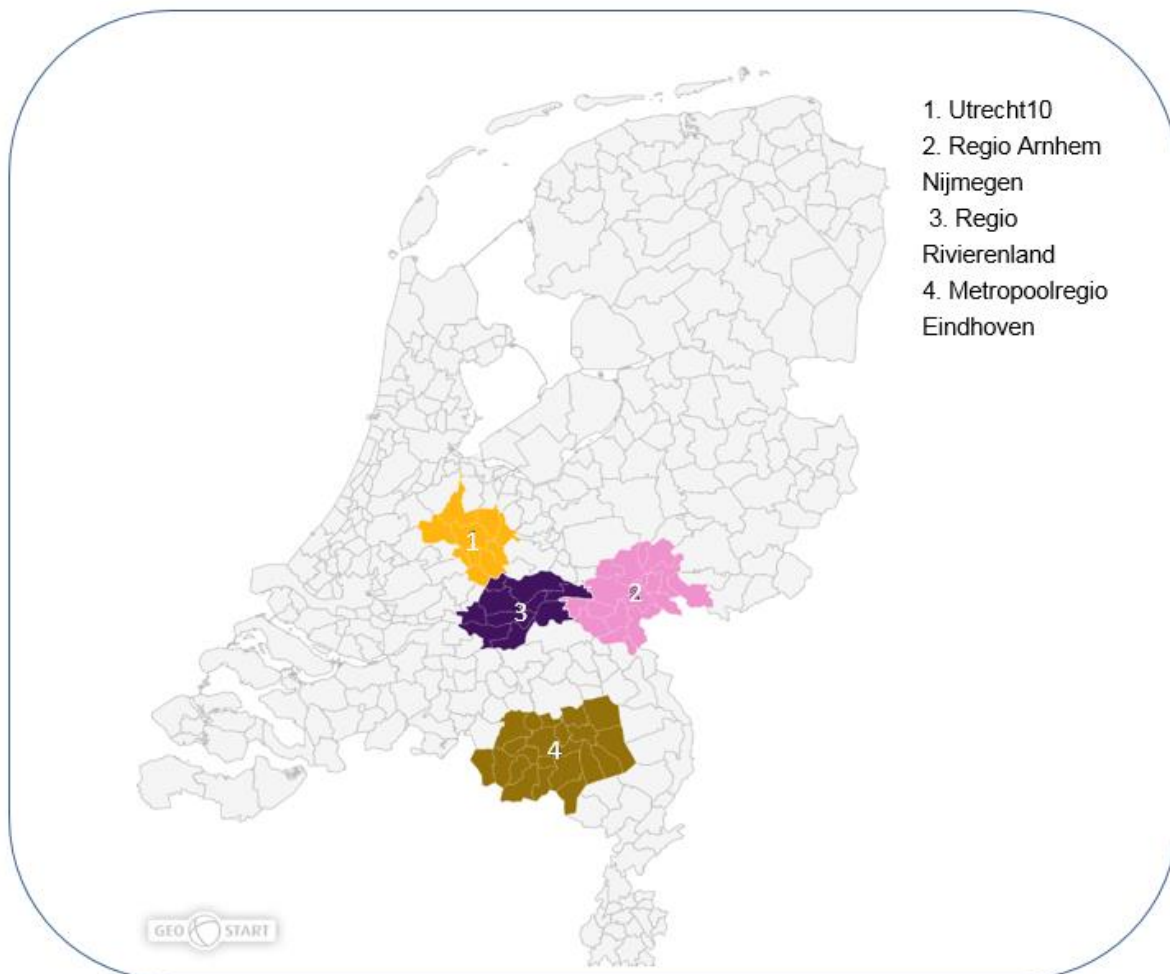 1. Utrecht10
2. Regio Arnhem
Nijmegen
3. Regio
Rivierenland
4. Metropoolregio
Eindhoven
1
2
3
4
GEO START